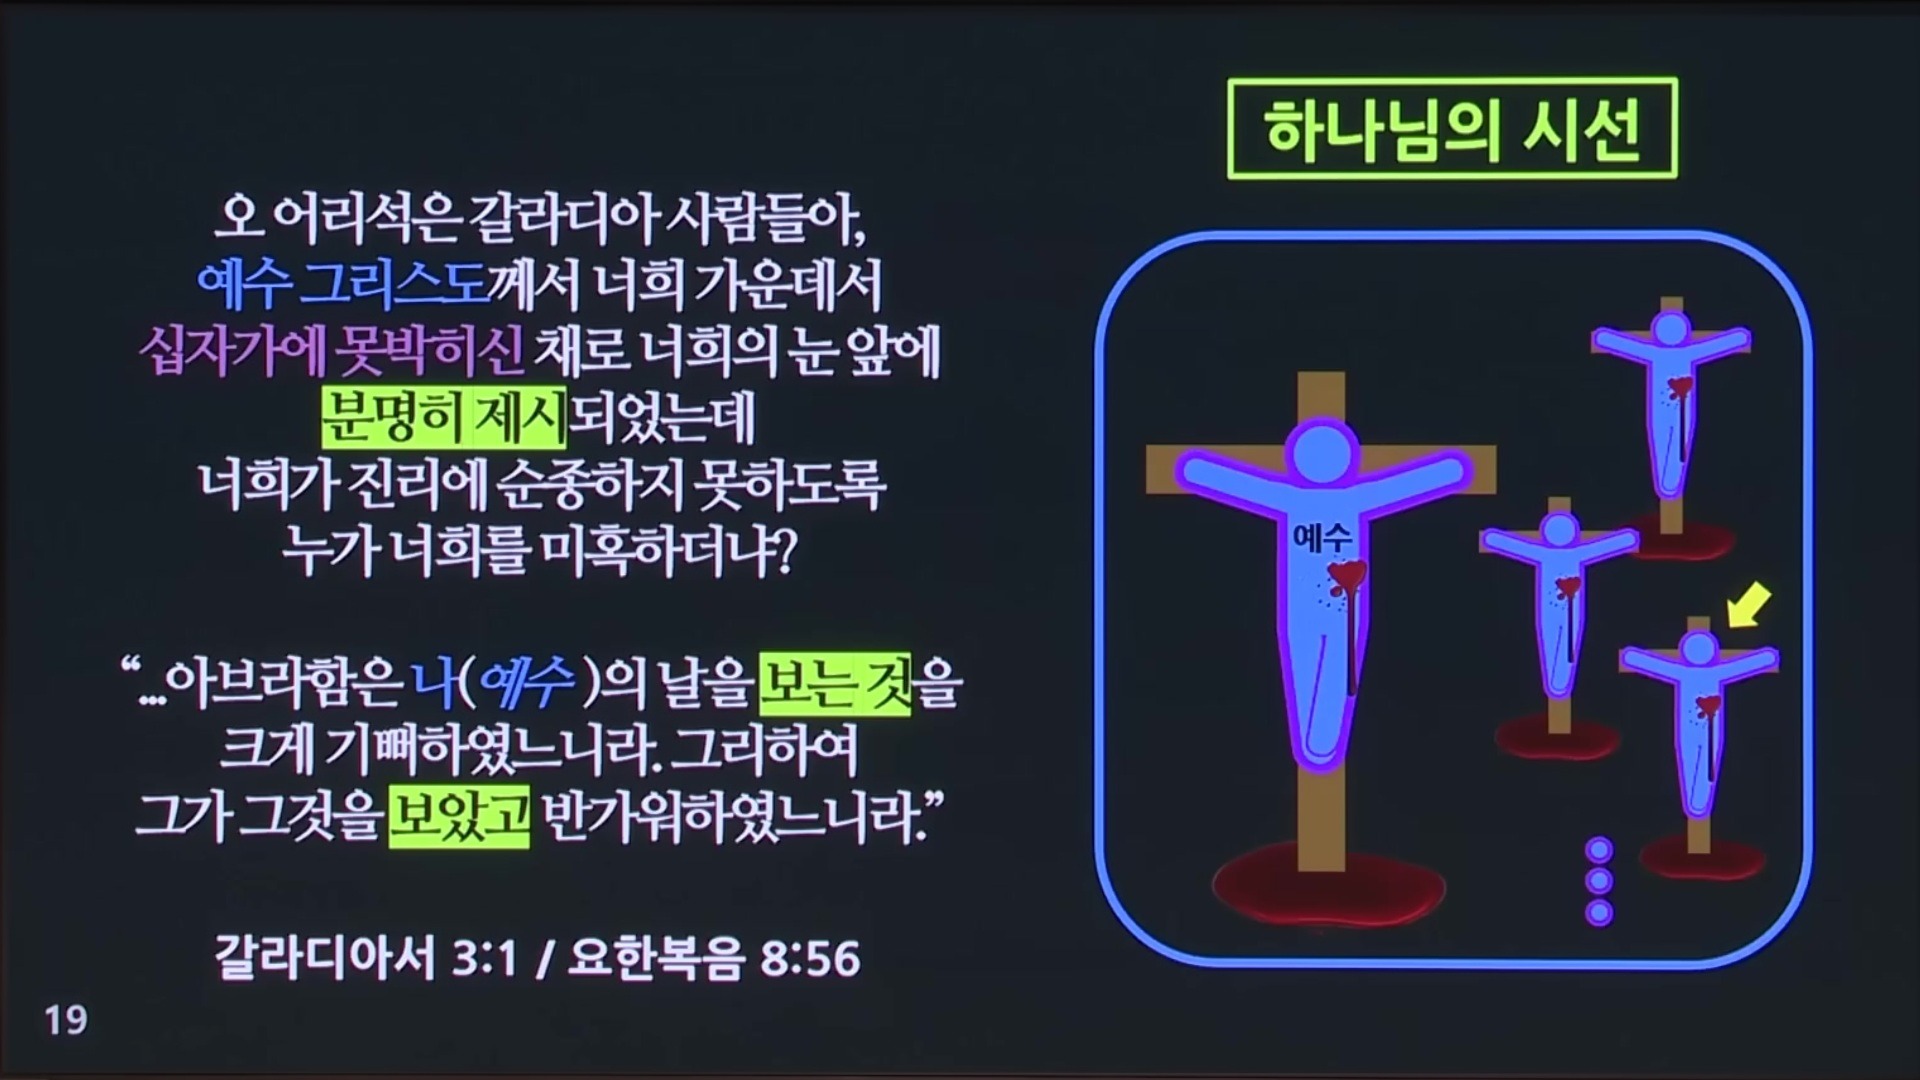 하나님의 시선
오 어리석은 갈라디아 사람들아,
예수 그리스도께서 너희 가운데서
십자가에 못박히신 채로 너희의 눈 앞에
분명히 제시되었는데
너희가 진리에 순종하지 못하도록
누가 너희를 미혹하더냐?
“...아브라함은 나(예수)의 날을 보는 것을
크게 기뻐하였느니라. 그리하여
그가 그것을 보았고 반가워하였느니라.”
갈라디아서 3:1 / 요한복음 8:56
예수
19